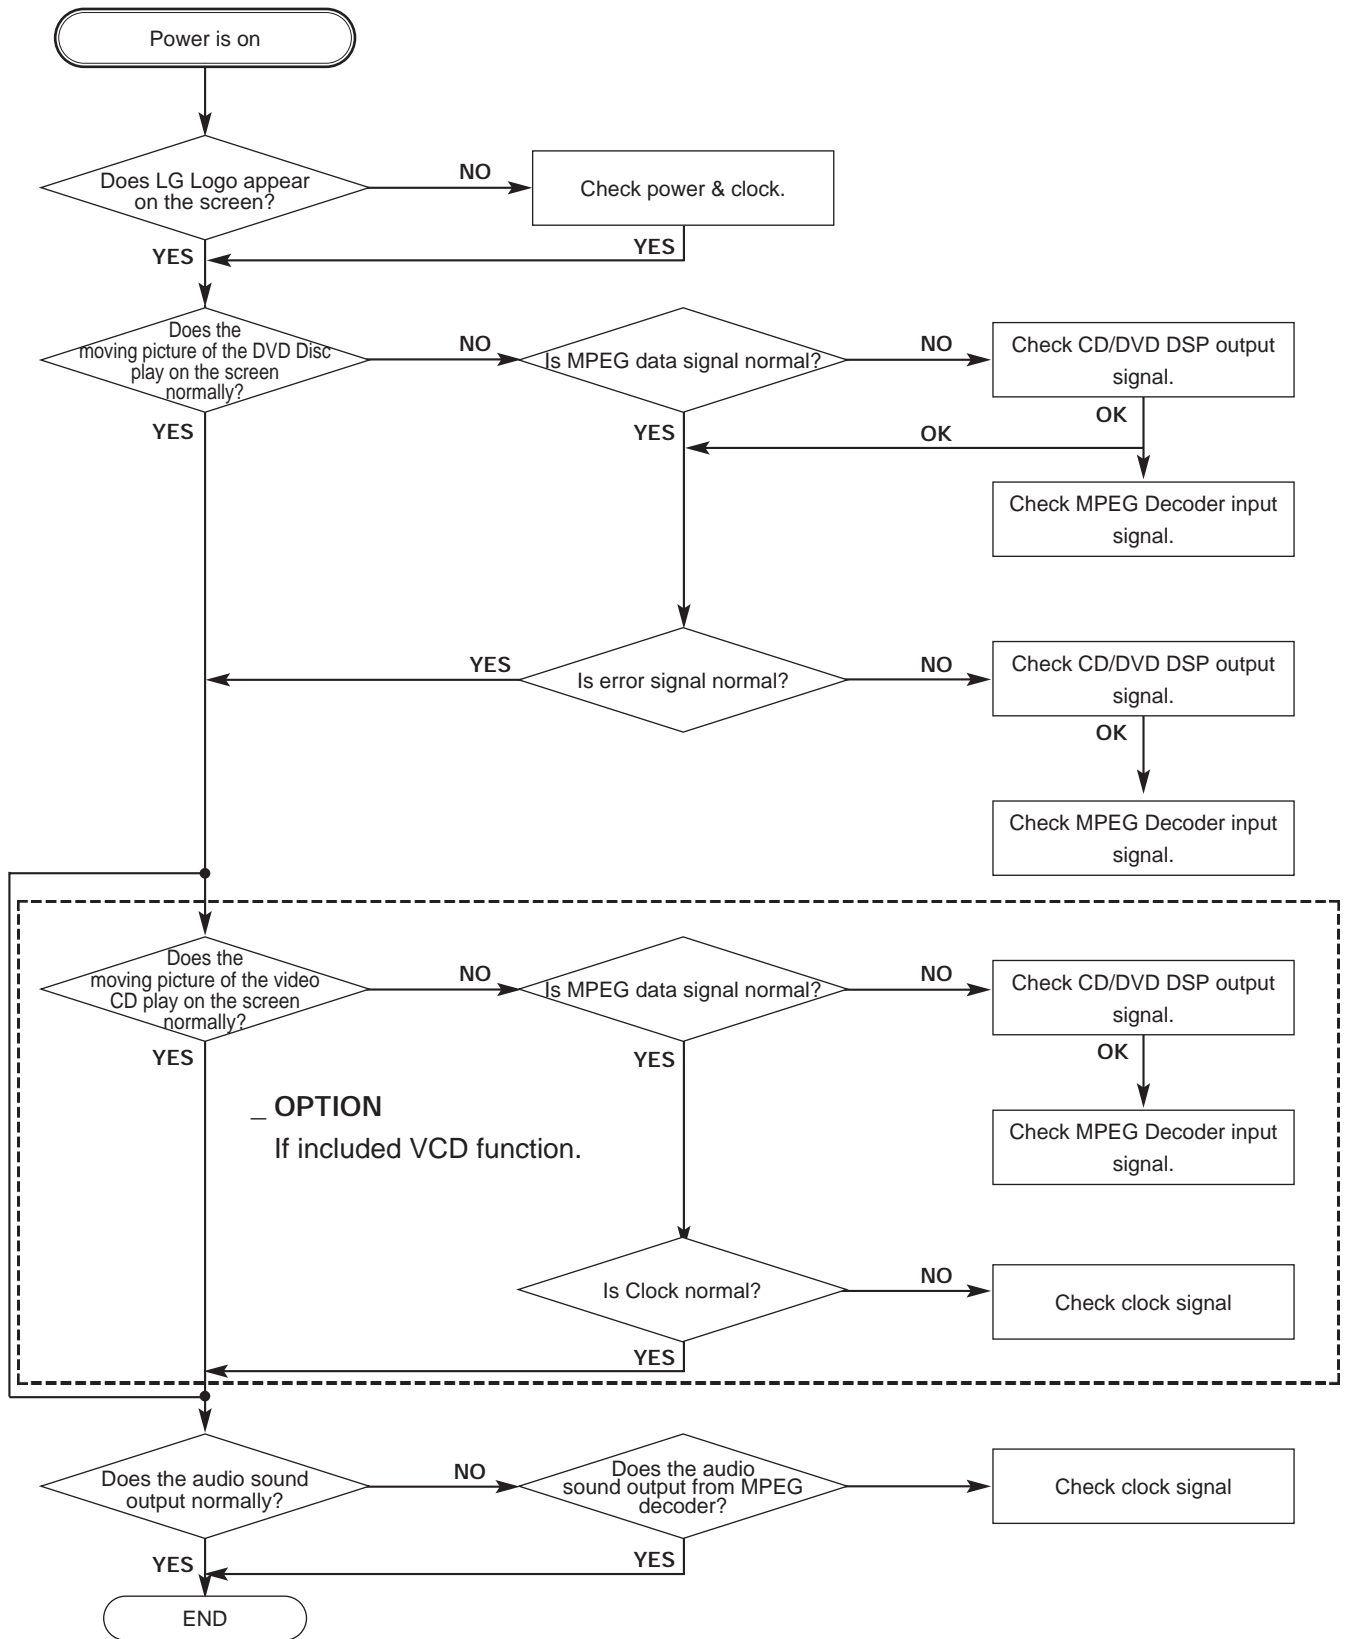 Power is on
Does LG Logo appear
on the screen?
NO
Check power & clock.
YES
YES
Does the
moving picture of the DVD Disc
play on the screen
normally?
NO
Is MPEG data signal normal?
NO
Check CD/DVD DSP output
signal.
YES
YES
OK
OK
Check MPEG Decoder input
signal.
YES
Is error signal normal?
NO
Check CD/DVD DSP output
signal.
OK
Check MPEG Decoder input
signal.
Does the
moving picture of the video
CD play on the screen
normally?
NO
Is MPEG data signal normal?
NO
Check CD/DVD DSP output
signal.
YES
YES
OK
_ OPTION
If included VCD function.
Check MPEG Decoder input
signal.
Is Clock normal?
NO
Check clock signal
YES
Does the audio sound
output normally?
NO
Does the audio
sound output from MPEG
decoder?
Check clock signal
YES
YES
END